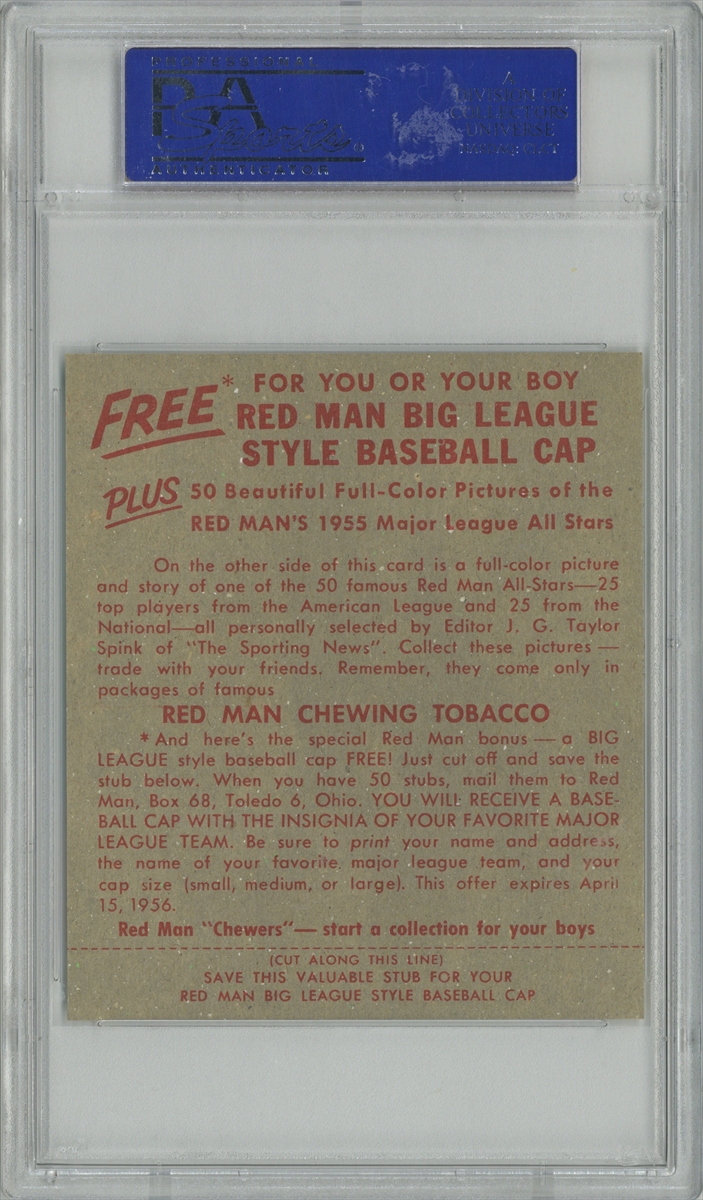 PROFESSIONAL
PSA
AUTHENTICATOR
A
DIVISION OF
COLLECTORS
UNIVERSE
NASDAQ: CLCT
FREE* FOR YOU OR YOUR BOY
RED MAN BIG LEAGUE
STYLE BASEBALL CAP
PLUS 50 Beautiful Full-Color Pictures of the
RED MAN'S 1955 Major League All Stars
On the other side of this card is a full-color picture
and story of one of the 50 famous Red Man All-Stars—25
top players from the American League and 25 from the
National—all personally selected by Editor J. G. Taylor
Spink of "The Sporting News". Collect these pictures —
trade with your friends. Remember, they come only in
packages of famous
RED MAN CHEWING TOBACCO
*And here's the special Red Man bonus — a BIG
LEAGUE style baseball cap FREE! Just cut off and save the
stub below. When you have 50 stubs, mail them to Red
Man, Box 68, Toledo 6, Ohio. YOU WILL RECEIVE A BASE-
BALL CAP WITH THE INSIGNIA OF YOUR FAVORITE MAJOR
LEAGUE TEAM. Be sure to print your name and address,
the name of your favorite major league team, and your
cap size (small, medium, or large). This offer expires April
15, 1956.
Red Man "Chewers"— start a collection for your boys
(CUT ALONG THIS LINE)
SAVE THIS VALUABLE STUB FOR YOUR
RED MAN BIG LEAGUE STYLE BASEBALL CAP